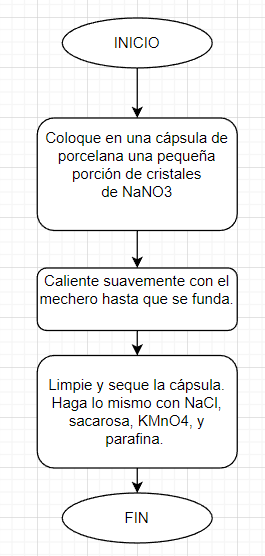 INICIO
Coloque en una cápsula de
porcelana una pequeña
porción de cristales
de NaNO3
Caliente suavemente con el
mechero hasta que se funda.
Limpie y seque la cápsula.
Haga lo mismo con NaCl,
sacarosa, KMnO4, y
parafina.
FIN